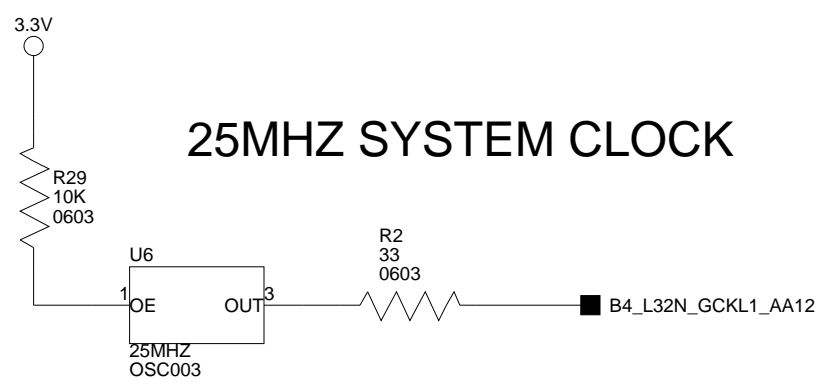 3.3V
25MHZ SYSTEM CLOCK
R29
10K
0603
R2
33
0603
U6
1
OE
OUT
3
B4_L32N_GCKL1_AA12
25MHZ
OSC003